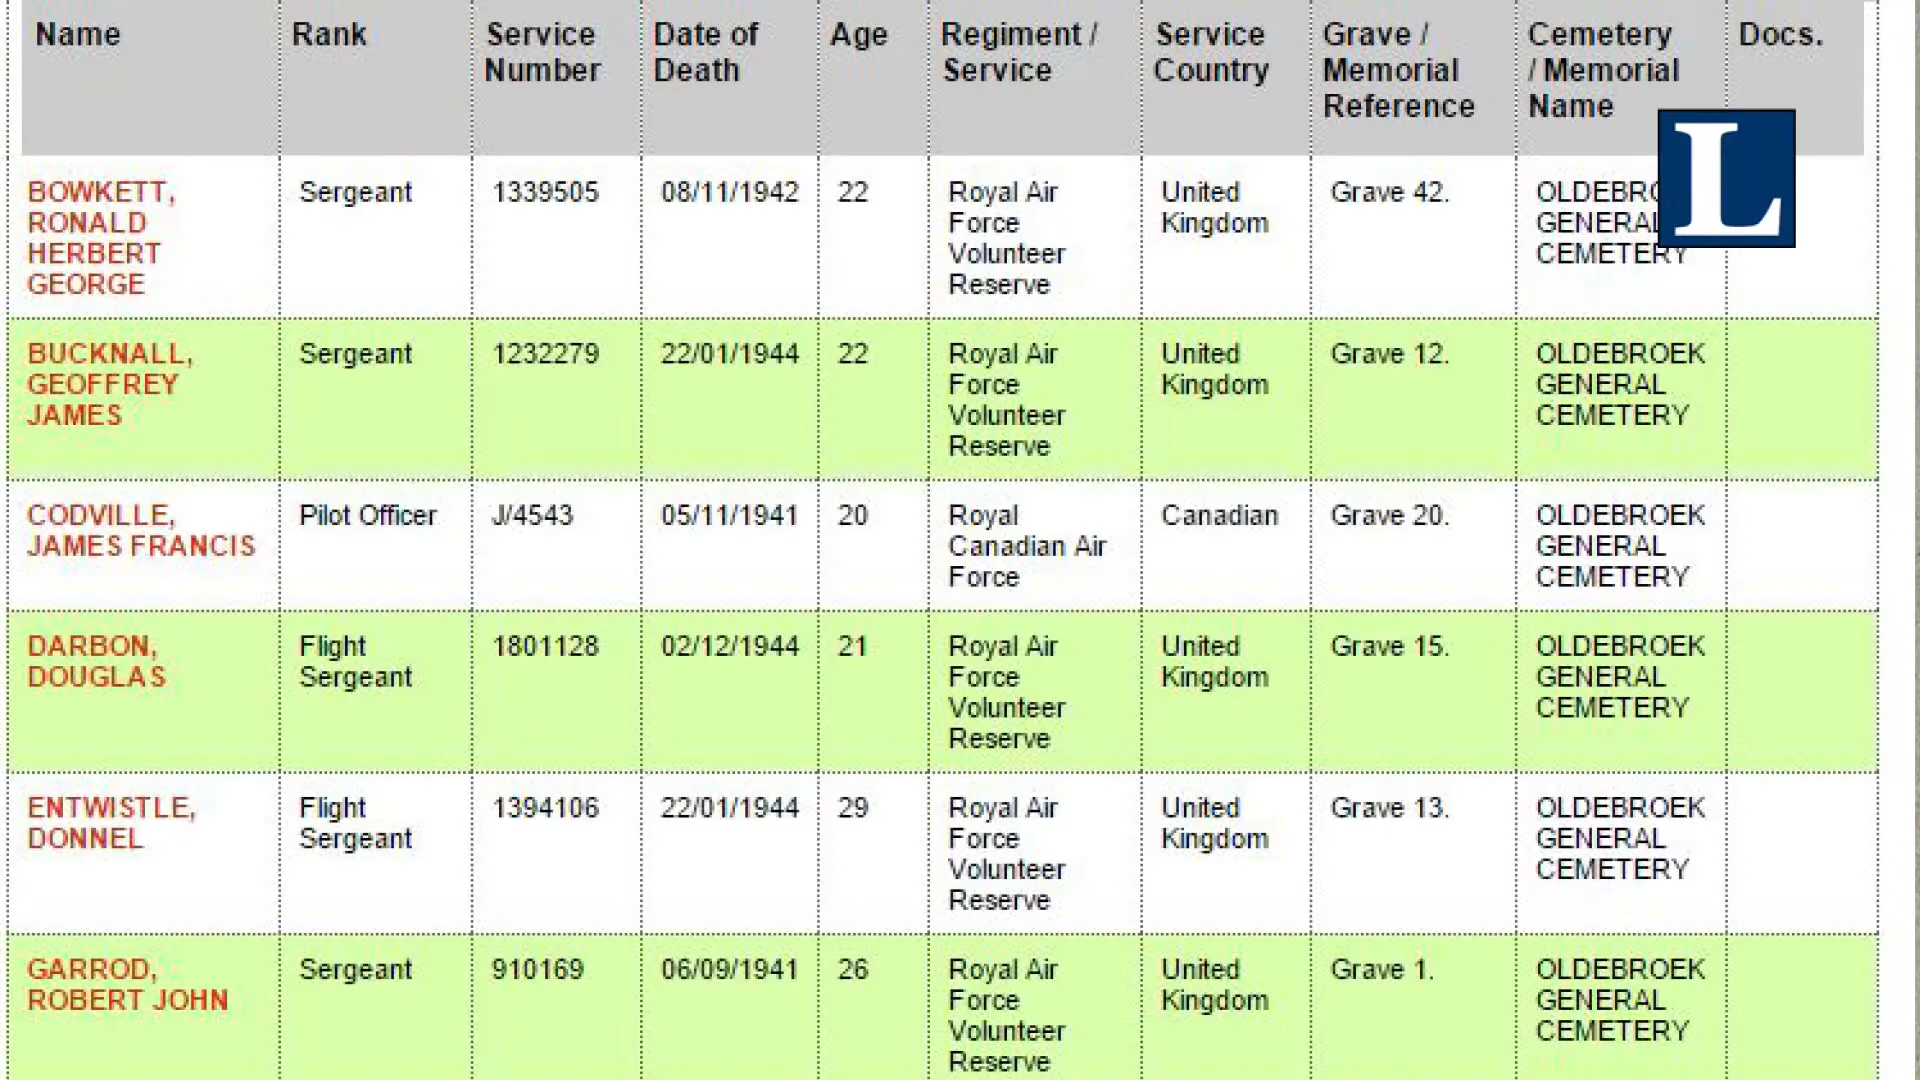 Name
Rank
Service
Number
Date of
Death
Age
Regiment /
Service
Service
Country
Grave /
Memorial
Reference
Cemetery
/ Memorial
Name
Docs.
L
BOWKETT,
RONALD
HERBERT
GEORGE
Sergeant
1339505
08/11/1942
22
Royal Air
Force
Volunteer
Reserve
United
Kingdom
Grave 42.
GENERAL
CEMETERY
BUCKNALL,
GEOFFREY
JAMES
Sergeant
1232279
22/01/1944
22
Royal Air
Force
Volunteer
Reserve
United
Kingdom
Grave 12.
OLDEBROEK
GENERAL
CEMETERY
CODVILLE,
JAMES FRANCIS
Pilot Officer
J/4543
05/11/1941
20
Royal
Canadian Air
Force
Canadian
Grave 20.
OLDEBROEK
GENERAL
CEMETERY
DARBON,
DOUGLAS
Flight
Sergeant
1801128
02/12/1944
21
Royal Air
Force
Volunteer
Reserve
United
Kingdom
Grave 15.
OLDEBROEK
GENERAL
CEMETERY
ENTWISTLE,
DONNEL
Flight
Sergeant
1394106
22/01/1944
29
Royal Air
Force
Volunteer
Reserve
United
Kingdom
Grave 13.
OLDEBROEK
GENERAL
CEMETERY
GARROD,
ROBERT JOHN
Sergeant
910169
06/09/1941
26
Royal Air
Force
Volunteer
Reserve
United
Kingdom
Grave 1.
OLDEBROEK
GENERAL
CEMETERY